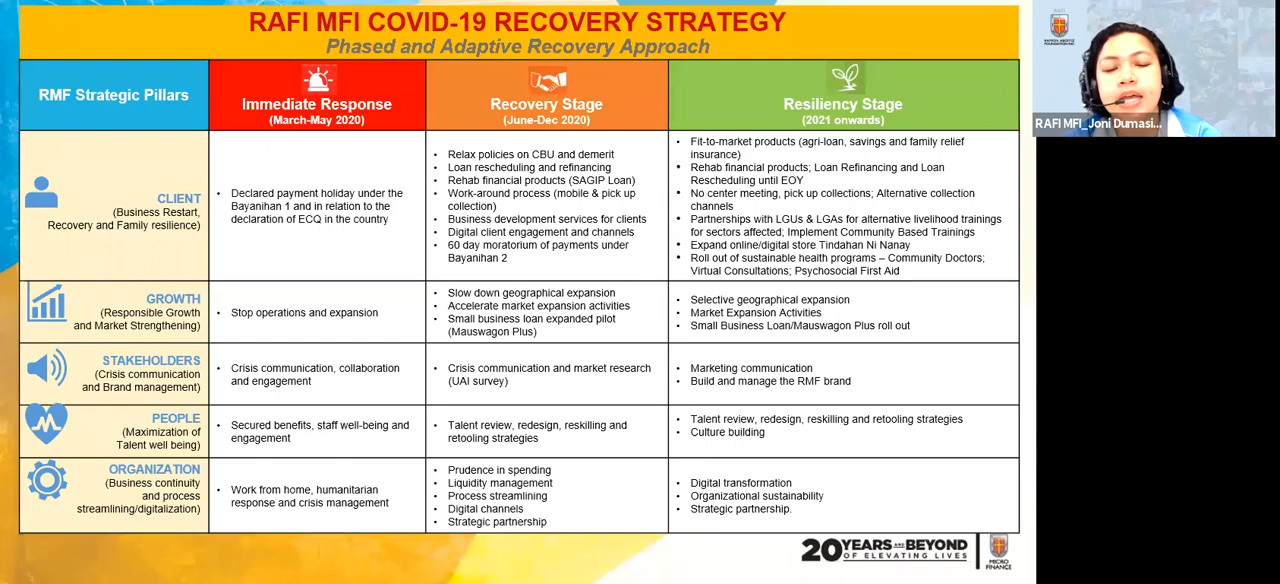 RAFI MFI COVID-19 RECOVERY STRATEGY
Phased and Adaptive Recovery Approach
RMF Strategic Pillars
Immediate Response
(March-May 2020)
Recovery Stage
(June-Dec 2020)
Resiliency Stage
(2021 onwards)
CLIENT
(Business Restart,
Recovery and Family resilience)
• Declared payment holiday under the
Bayanihan 1 and in relation to the
declaration of ECQ in the country
• Relax policies on CBU and demerit
• Loan rescheduling and refinancing
• Rehab financial products (SAGIP Loan)
• Work-around process (mobile & pick up
collection)
• Business development services for clients
• Digital client engagement and channels
• 60 day moratorium of payments under
Bayanihan 2
• Fit-to-market products (agri-loan, savings and family relief
insurance)
• Rehab financial products; Loan Refinancing and Loan
Rescheduling until EOY
• No center meeting, pick up collections; Alternative collection
channels
• Partnerships with LGUs & LGAs for alternative livelihood trainings
for sectors affected; Implement Community Based Trainings
• Expand online/digital store Tindahan Ni Nanay
• Roll out of sustainable health programs – Community Doctors;
Virtual Consultations; Psychosocial First Aid
GROWTH
(Responsible Growth
and Market Strengthening)
• Stop operations and expansion
• Slow down geographical expansion
• Accelerate market expansion activities
• Small business loan expanded pilot
(Mauswagon Plus)
• Selective geographical expansion
• Market Expansion Activities
• Small Business Loan/Mauswagon Plus roll out
STAKEHOLDERS
(Crisis communication
and Brand management)
• Crisis communication, collaboration
and engagement
• Crisis communication and market research
(UAI survey)
• Marketing communication
• Build and manage the RMF brand
PEOPLE
(Maximization of
Talent well being)
• Secured benefits, staff well-being and
engagement
• Talent review, redesign, reskilling and
retooling strategies
• Talent review, redesign, reskilling and retooling strategies
• Culture building
ORGANIZATION
(Business continuity
and process
streamlining/digitalization)
• Work from home, humanitarian
response and crisis management
• Prudence in spending
• Liquidity management
• Process streamlining
• Digital channels
• Strategic partnership
• Digital transformation
• Organizational sustainability
• Strategic partnership.
20 YEARS AND BEYOND
OF ELEVATING LIVES
MICRO
FINANCE
RAFI MFI_Joni Dumasi...